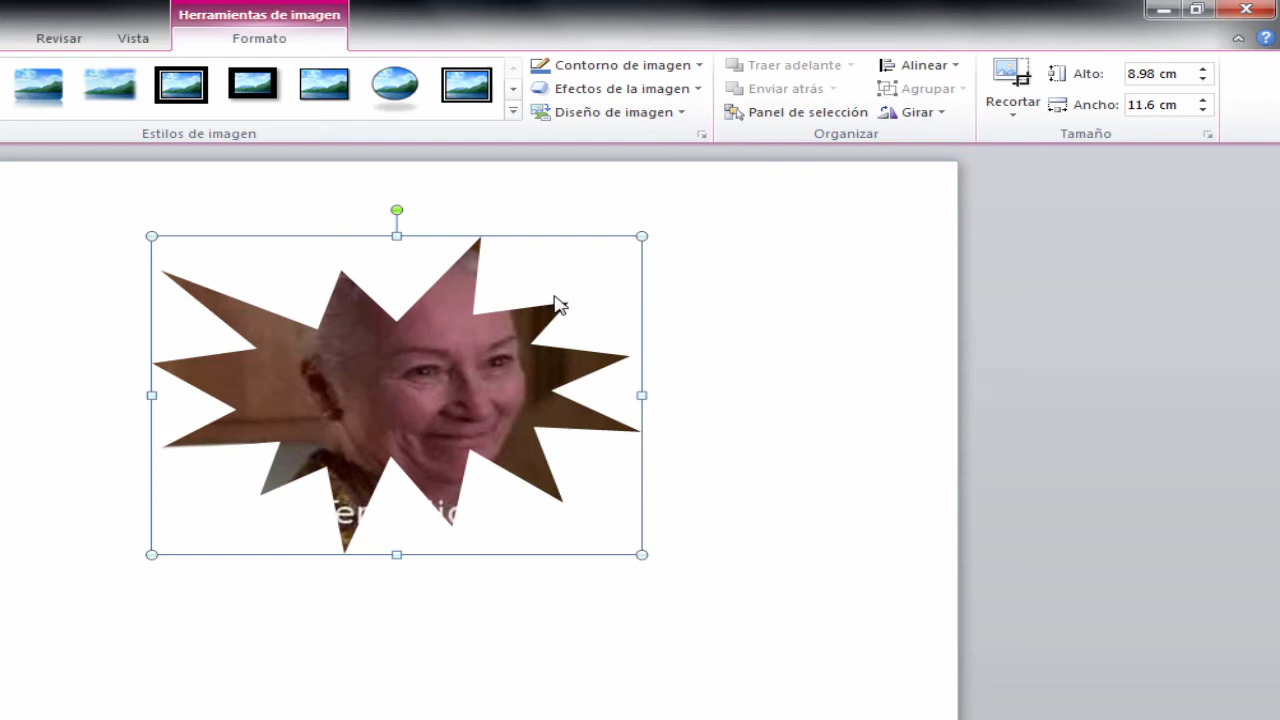 Herramientas de imagen
Revisar Vista Formato
Contorno de imagen Traer adelante Alinear Alto: 8.98 cm
Efectos de la imagen Enviar atrás Agrupar
Recortar Ancho: 11.6 cm
Diseño de imagen Panel de selección Girar
Estilos de imagen Organizar Tamaño